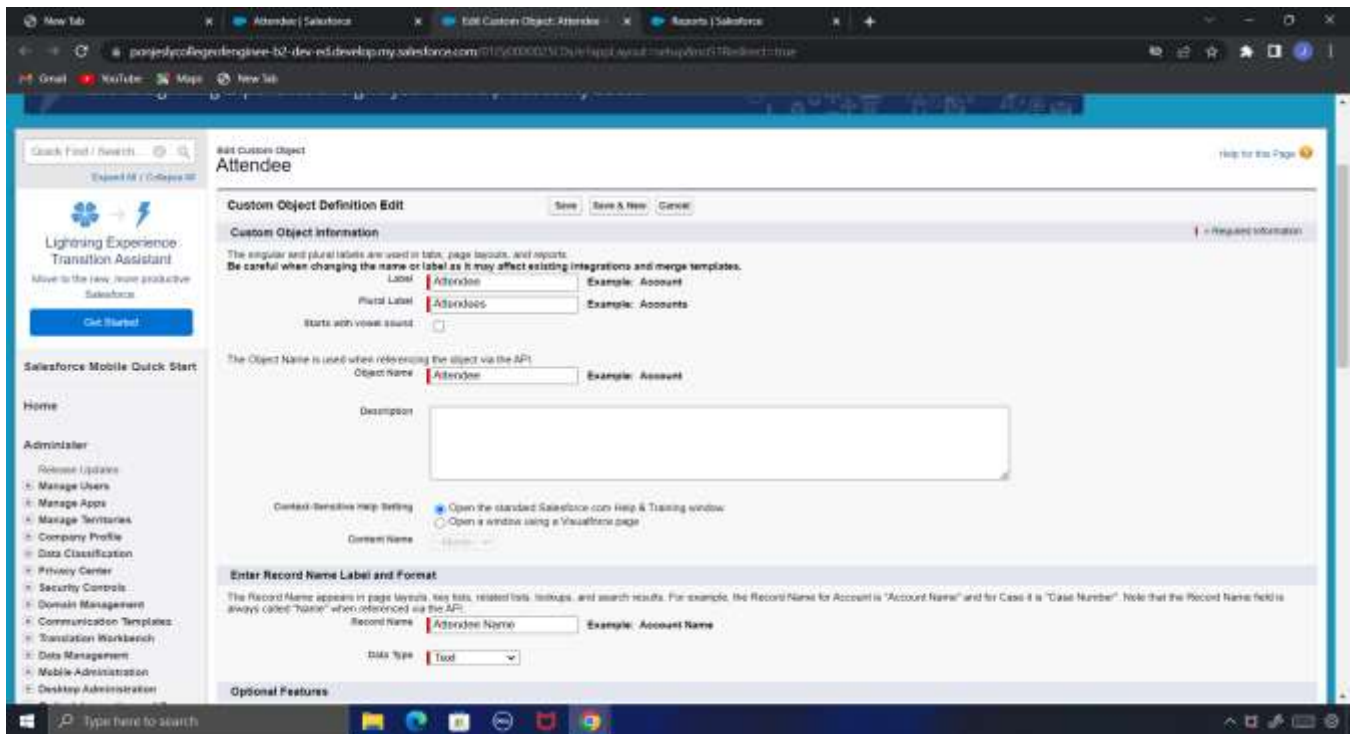 New Tab
Attendee | Salesforce
Edit Custom Object: Attendee
Reports | Salesforce
Gmail
YouTube
Maps
New Tab
Quick Find / Search...
Expand All | Collapse All
Lightning Experience
Transition Assistant
Move to the new, more productive
Salesforce
Get Started
Salesforce Mobile Quick Start
Home
Administer
Release Updates
Manage Users
Manage Apps
Manage Territories
Company Profile
Data Classification
Privacy Center
Security Controls
Domain Management
Communication Templates
Translation Workbench
Data Management
Mobile Administration
Desktop Administration
Edit Custom Object
Attendee
Help for this Page
Custom Object Definition Edit
Save
Save & New
Cancel
Custom Object Information
= Required Information
The singular and plural labels are used in tabs, page layouts, and reports.
Be careful when changing the name or label as it may affect existing integrations and merge templates.
Label Attendee Example: Account
Plural Label Attendees Example: Accounts
Starts with vowel sound
The Object Name is used when referencing the object via the API.
Object Name Attendee Example: Account
Description
Context-Sensitive Help Setting Open the standard Salesforce.com Help & Training window
Open a window using a Visualforce page
Content Name
Enter Record Name Label and Format
The Record Name appears in page layouts, key lists, related lists, lookups, and search results. For example, the Record Name for Account is "Account Name" and for Case it is "Case Number". Note that the Record Name field is
always called "Name" when referenced via the API.
Record Name Attendee Name Example: Account Name
Data Type Text
Optional Features
Type here to search